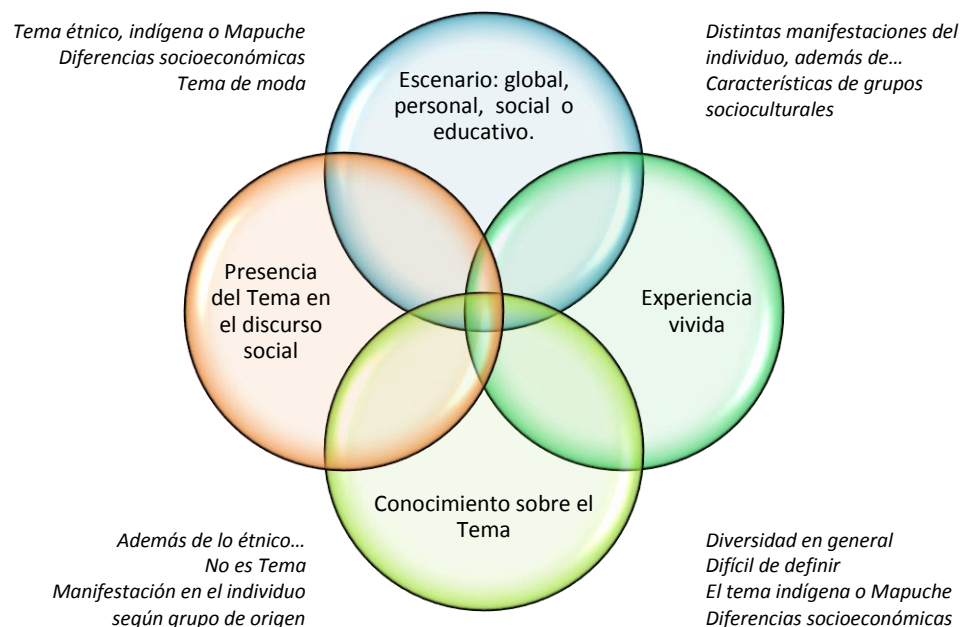 Tema étnico, indígena o Mapuche
Diferencias socioeconómicas
Tema de moda
Distintas manifestaciones del
individuo, además de...
Características de grupos
socioculturales
Escenario: global,
personal, social o
educativo.
Presencia
del Tema en
el discurso
social
Experiencia
vivida
Conocimiento sobre el
Tema
Además de lo étnico...
No es Tema
Manifestación en el individuo
según grupo de origen
Diversidad en general
Difícil de definir
El tema indígena o Mapuche
Diferencias socioeconómicas